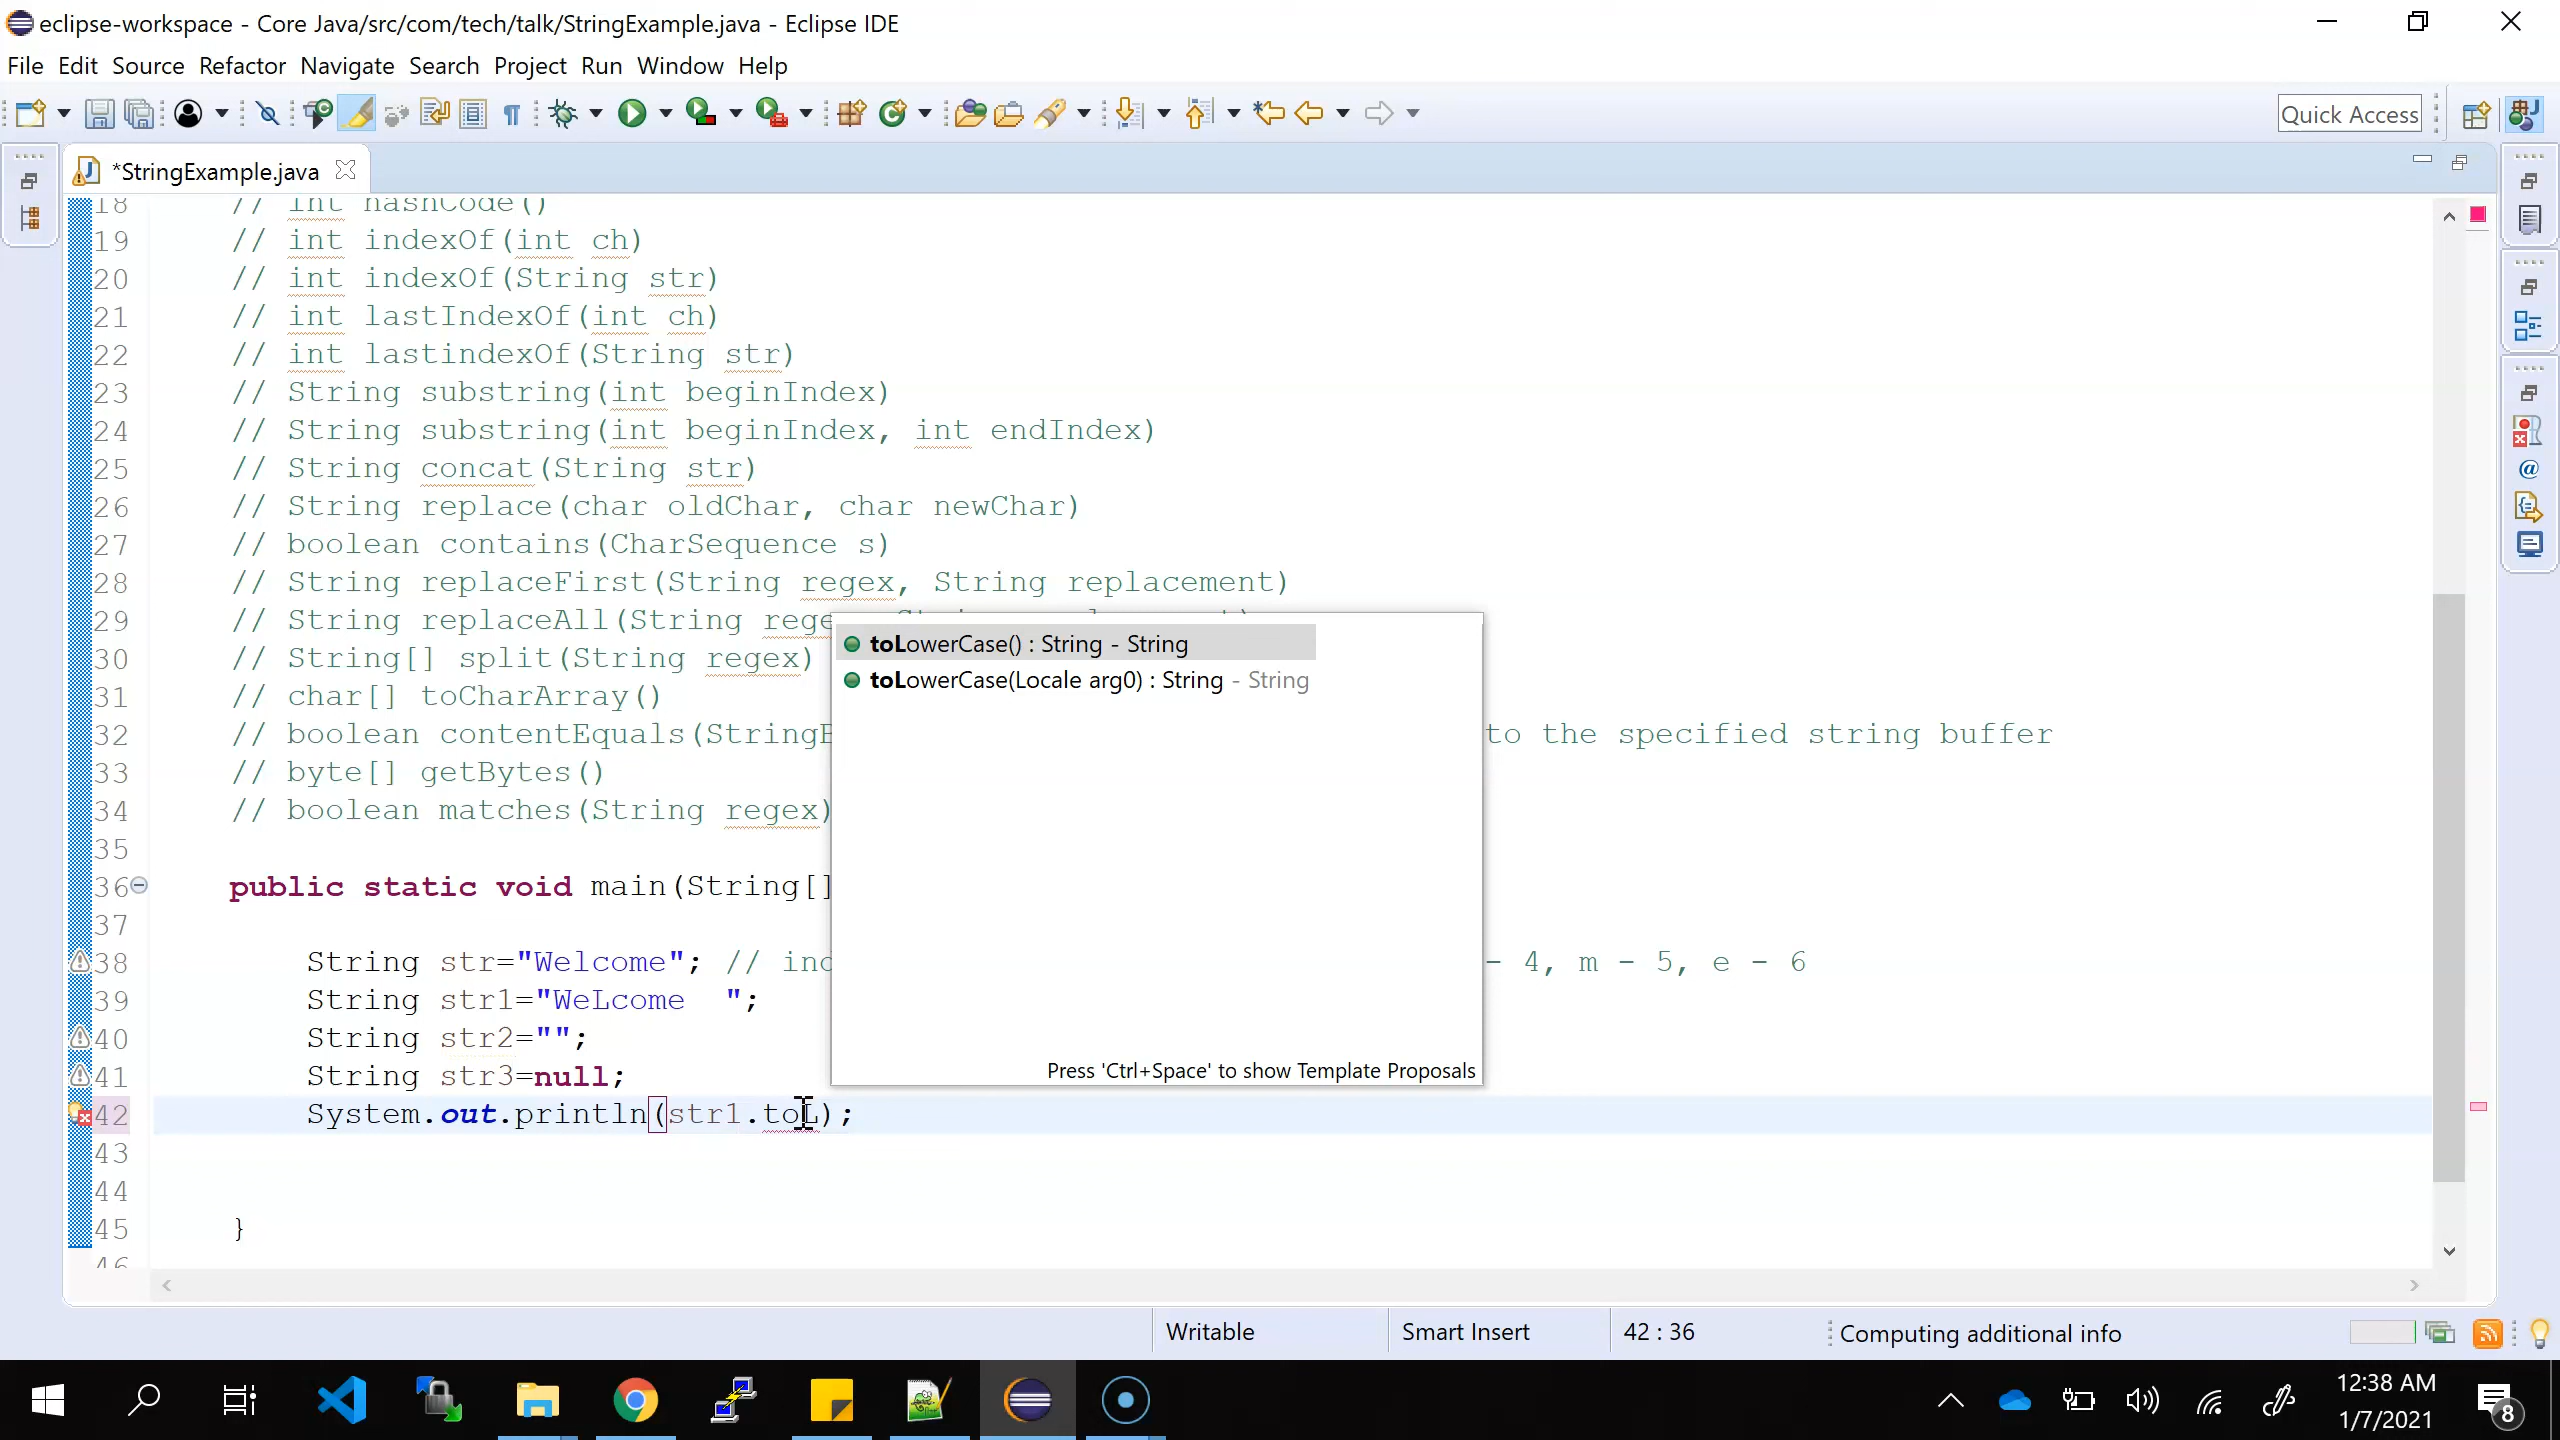 eclipse-workspace - Core Java/src/com/tech/talk/StringExample.java - Eclipse IDE
File Edit Source Refactor Navigate Search Project Run Window Help
Quick Access
*StringExample.java
18 // int hashCode()
19 // int indexOf(int ch)
20 // int indexOf(String str)
21 // int lastIndexOf(int ch)
22 // int lastindexOf(String str)
23 // String substring(int beginIndex)
24 // String substring(int beginIndex, int endIndex)
25 // String concat(String str)
26 // String replace(char oldChar, char newChar)
27 // boolean contains(CharSequence s)
28 // String replaceFirst(String regex, String replacement)
29 // String replaceAll(String rege
30 // String[] split(String regex)
31 // char[] toCharArray()
32 // boolean contentEquals(String to the specified string buffer
33 // byte[] getBytes()
34 // boolean matches(String regex)
35
36 public static void main(String[]
37
38 String str="Welcome"; // ind - 4, m - 5, e - 6
39 String str1="WeLcome  ";
40 String str2="";
41 String str3=null;
42 System.out.println(str1.toL);
43
44
45 }
46
toLowerCase() : String - String
toLowerCase(Locale arg0) : String - String
Press 'Ctrl+Space' to show Template Proposals
Writable Smart Insert 42 : 36 Computing additional info
12:38 AM
1/7/2021
8